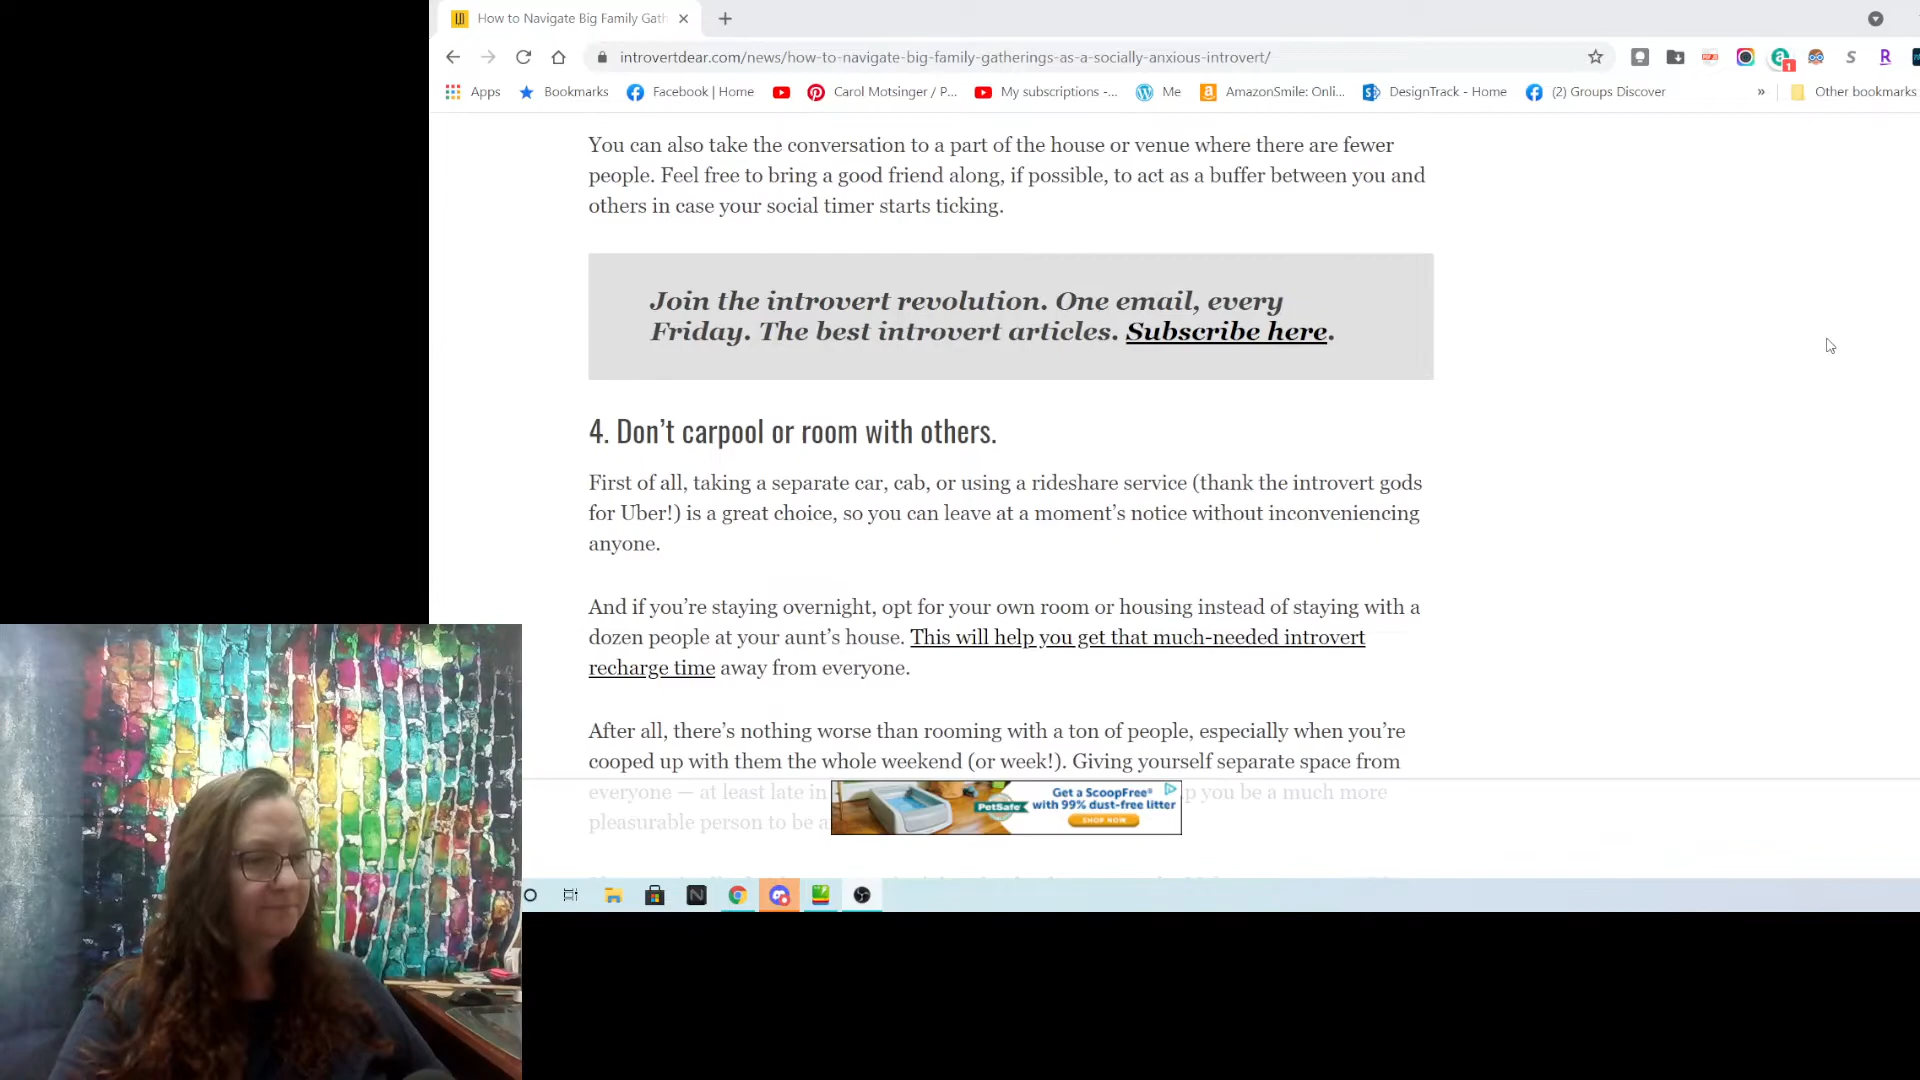 How to Navigate Big Family Gath
introvertdear.com/news/how-to-navigate-big-family-gatherings-as-a-socially-anxious-introvert/
Apps Bookmarks Facebook | Home Carol Motsinger / P... My subscriptions -... Me AmazonSmile: Onli... DesignTrack - Home (2) Groups Discover » Other bookmarks
You can also take the conversation to a part of the house or venue where there are fewer
people. Feel free to bring a good friend along, if possible, to act as a buffer between you and
others in case your social timer starts ticking.
Join the introvert revolution. One email, every
Friday. The best introvert articles. Subscribe here.
4. Don’t carpool or room with others.
First of all, taking a separate car, cab, or using a rideshare service (thank the introvert gods
for Uber!) is a great choice, so you can leave at a moment’s notice without inconveniencing
anyone.
And if you’re staying overnight, opt for your own room or housing instead of staying with a
dozen people at your aunt’s house. This will help you get that much-needed introvert
recharge time away from everyone.
After all, there’s nothing worse than rooming with a ton of people, especially when you’re
cooped up with them the whole weekend (or week!). Giving yourself separate space from
everyone — at least late in
p you be a much more
pleasurable person to be a
PetSafe
Get a ScoopFree®
with 99% dust-free litter
SHOP NOW